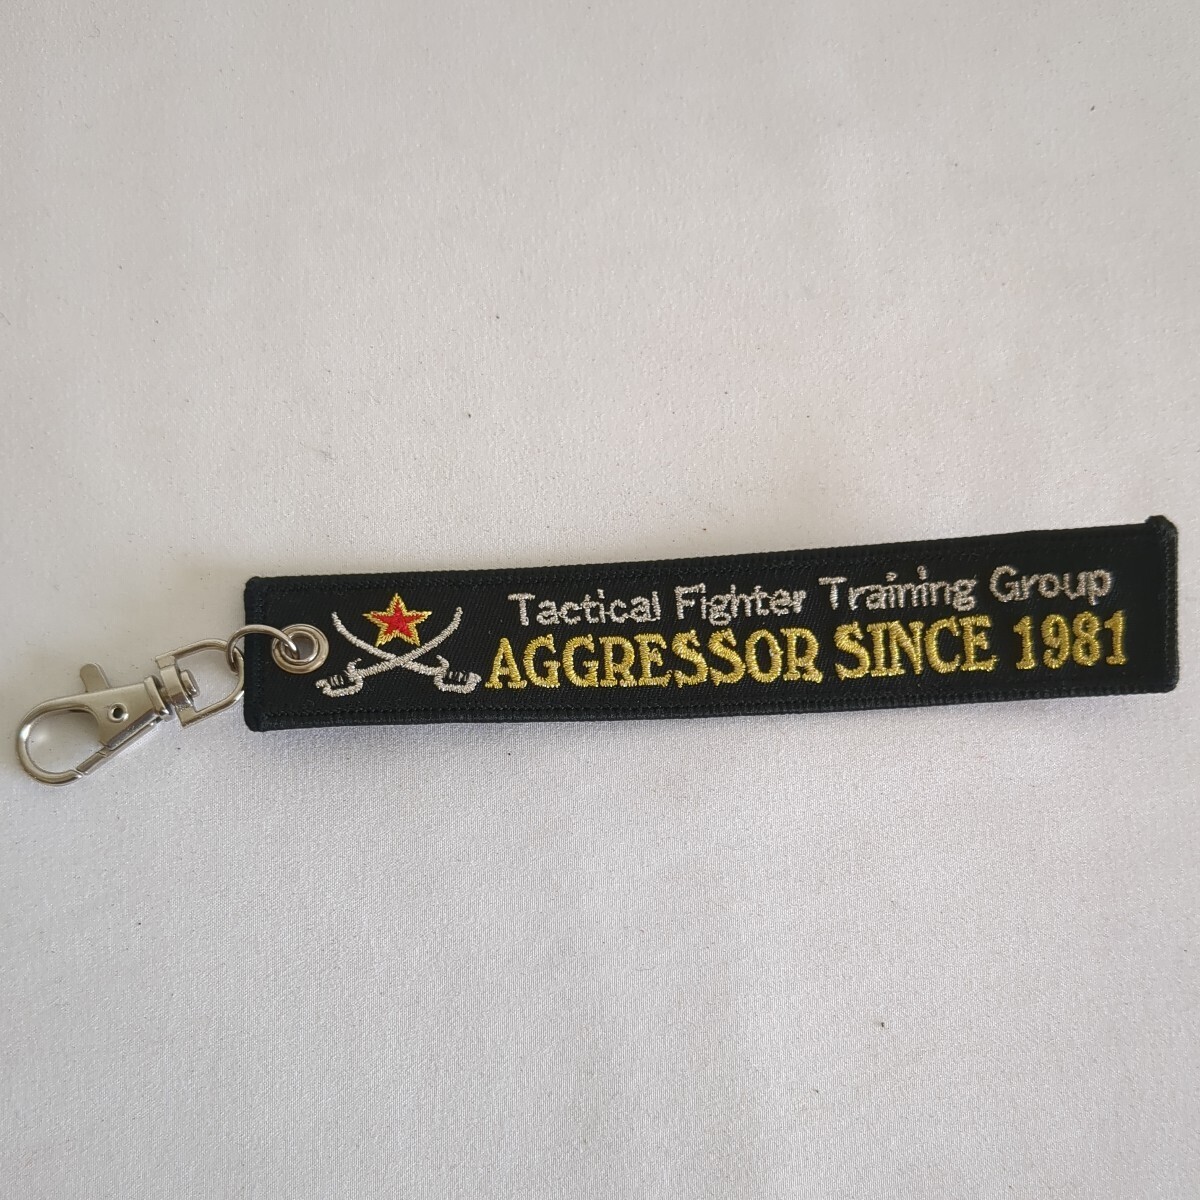 Tactical Fighter Training Group
AGGRESSOR SINCE 1981